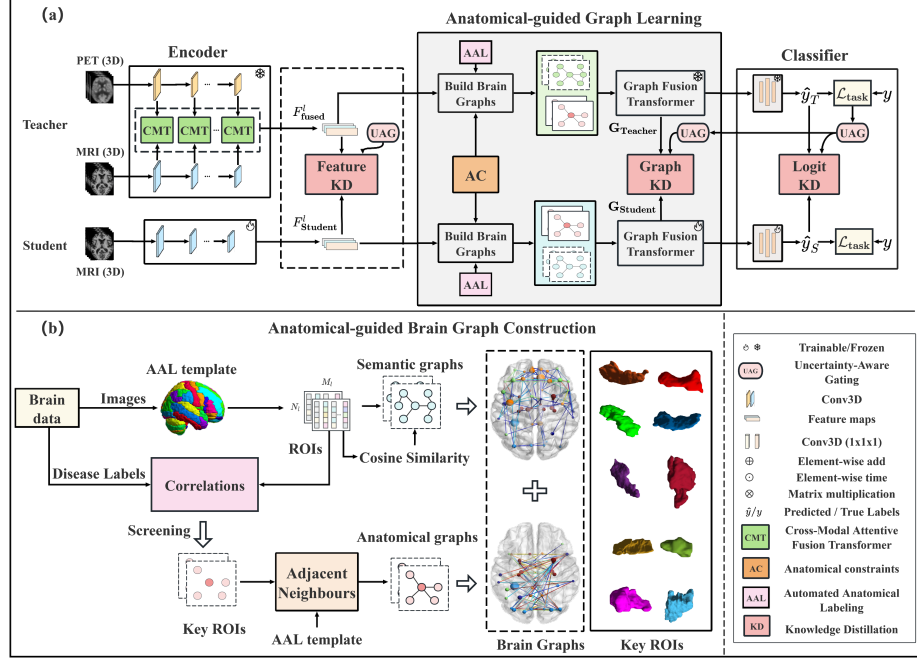 (a)
Anatomical-guided Graph Learning
Encoder
Classifier
PET (3D)
Teacher
MRI (3D)
CMT
CMT
...
CMT
F^l_fused
UAG
Feature
KD
F^l_Student
Student
MRI (3D)
AAL
Build Brain
Graphs
AC
Build Brain
Graphs
AAL
Graph Fusion
Transformer
G_Teacher
UAG
Graph
KD
G_Student
Graph Fusion
Transformer
ŷ_T
L_task
y
UAG
Logit
KD
ŷ_S
L_task
y
(b)
Anatomical-guided Brain Graph Construction
Brain
data
Images
AAL template
M_l
N_l
ROIs
Semantic graphs
Cosine Similarity
Disease Labels
Correlations
Screening
Key ROIs
Adjacent
Neighbours
AAL template
Anatomical graphs
Brain Graphs
Key ROIs
Trainable/Frozen
UAG
Uncertainty-Aware
Gating
Conv3D
Feature maps
Conv3D (1x1x1)
⊕ Element-wise add
⊙ Element-wise time
⊗ Matrix multiplication
ŷ/y Predicted / True Labels
CMT
Cross-Modal Attentive
Fusion Transformer
AC
Anatomical constraints
AAL
Automated Anatomical
Labeling
KD
Knowledge Distillation